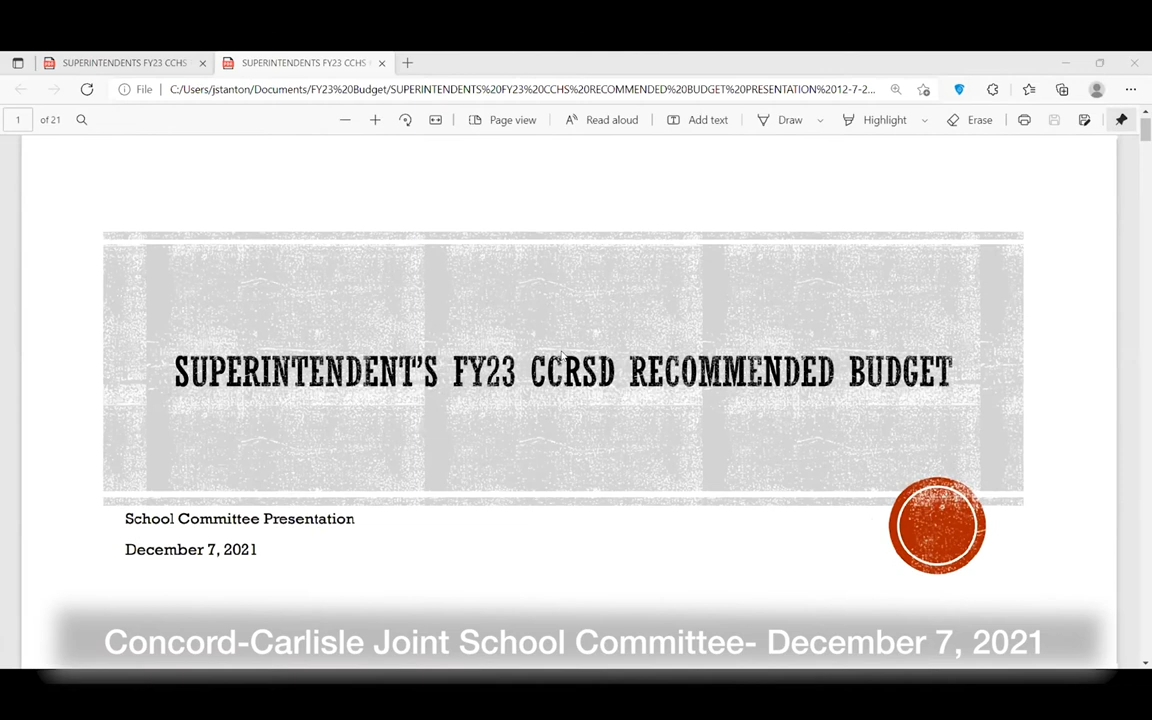 SUPERINTENDENTS FY23 CCHS
SUPERINTENDENTS FY23 CCHS
File
C:/Users/jstanton/Documents/FY23%20Budget/SUPERINTENDENTS%20FY23%20CCHS%20RECOMMENDED%20BUDGET%20PRESENTATION%2012-7-2...
1 of 21
Page view
Read aloud
Add text
Draw
Highlight
Erase
SUPERINTENDENT'S FY23 CCRSD RECOMMENDED BUDGET
School Committee Presentation
December 7, 2021
Concord-Carlisle Joint School Committee- December 7, 2021